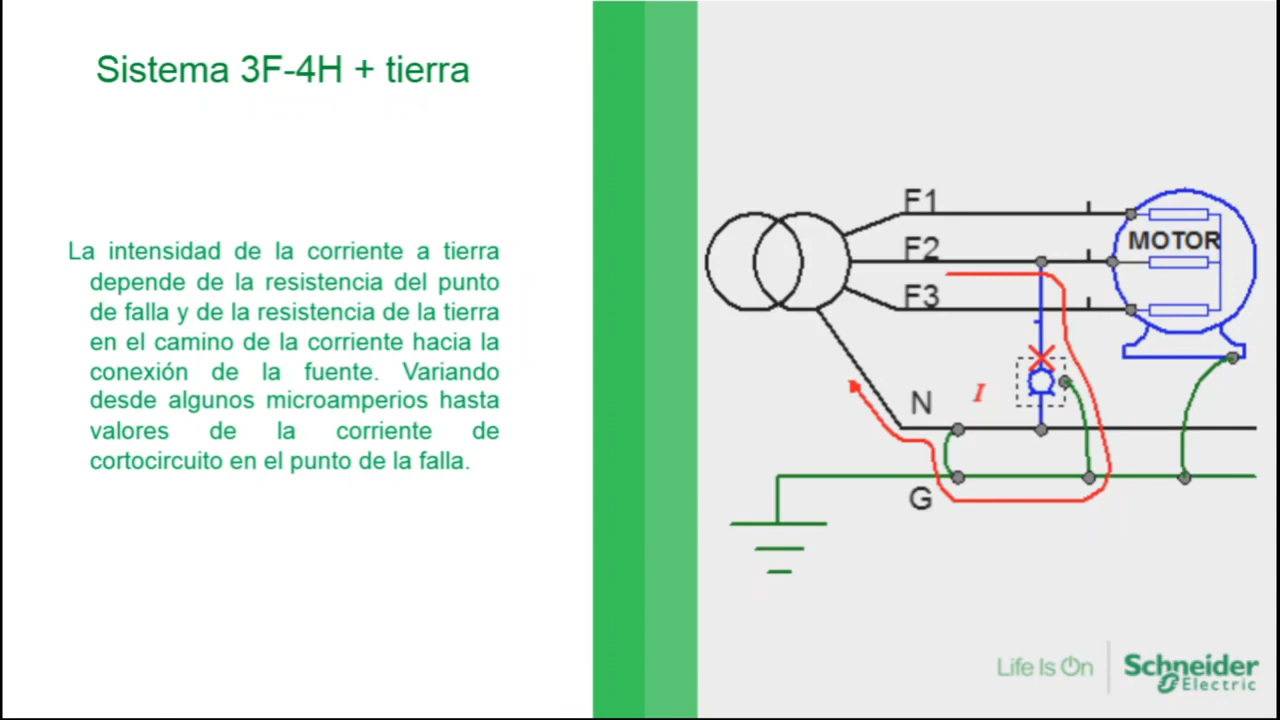 Sistema 3F-4H + tierra
La intensidad de la corriente a tierra
depende de la resistencia del punto
de falla y de la resistencia de la tierra
en el camino de la corriente hacia la
conexión de la fuente. Variando
desde algunos microamperios hasta
valores de la corriente de
cortocircuito en el punto de la falla.
F1
F2
F3
MOTOR
N
I
G
Life Is On
Schneider
Electric